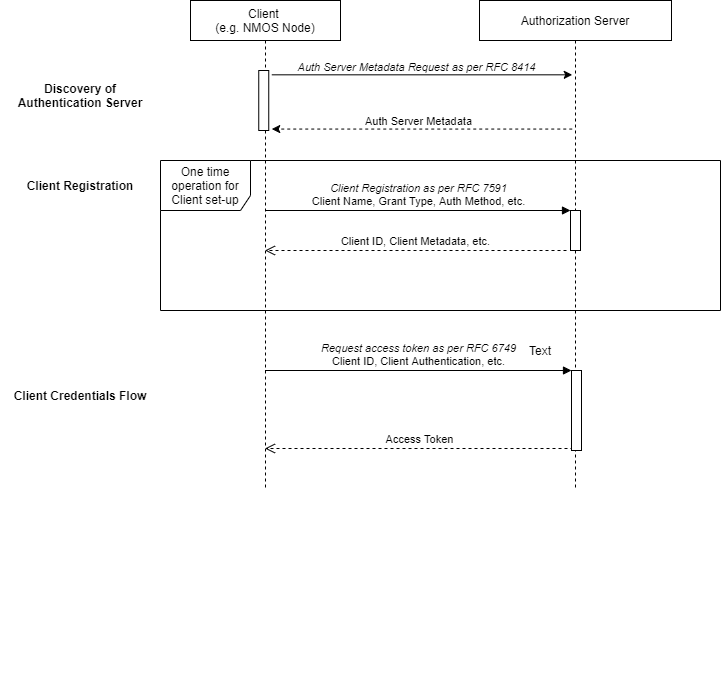 Client
(e.g. NMOS Node)
Authorization Server
Auth Server Metadata Request as per RFC 8414
Discovery of
Authentication Server
Auth Server Metadata
One time
operation for
Client set-up
Client Registration
Client Registration as per RFC 7591
Client Name, Grant Type, Auth Method, etc.
Client ID, Client Metadata, etc.
Request access token as per RFC 6749
Text
Client ID, Client Authentication, etc.
Client Credentials Flow
Access Token